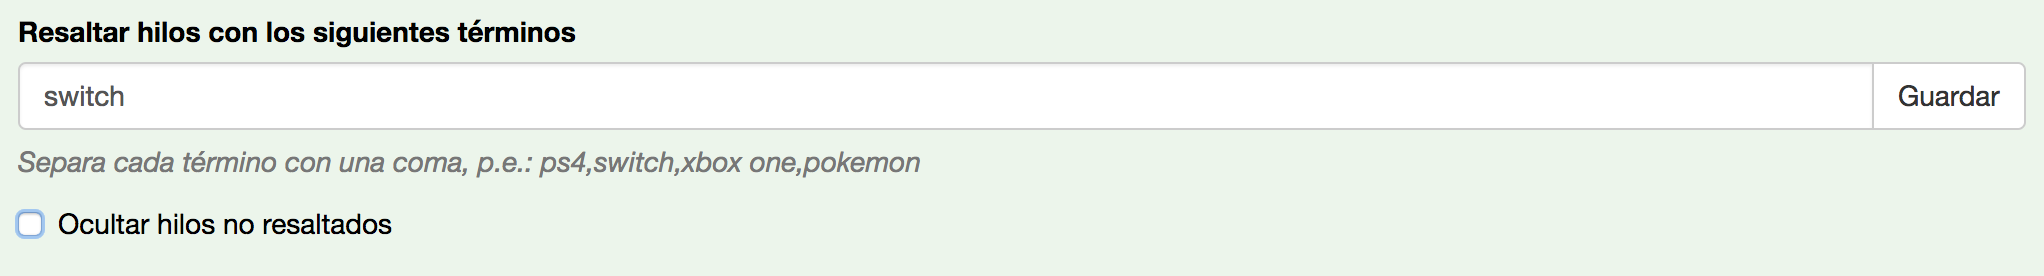 Resaltar hilos con los siguientes términos
switch
Guardar
Separa cada término con una coma, p.e.: ps4,switch,xbox one,pokemon
Ocultar hilos no resaltados